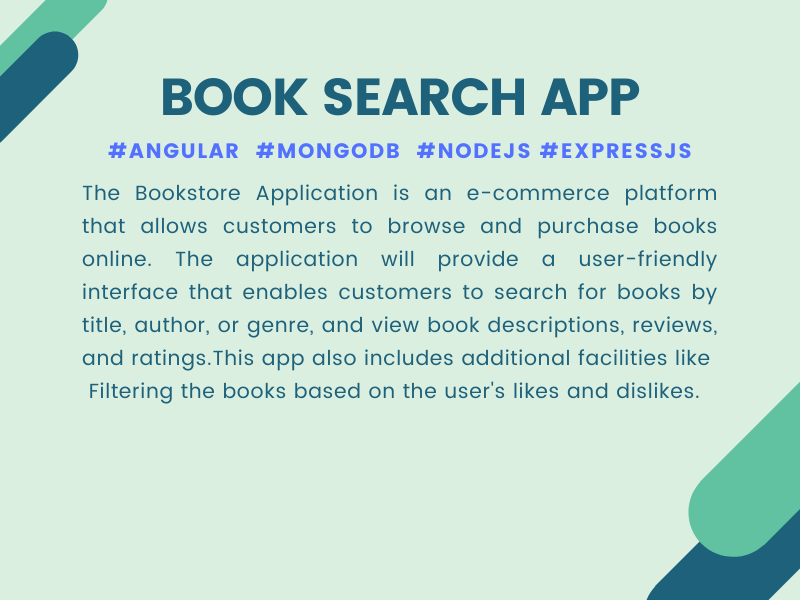 BOOK SEARCH APP
#ANGULAR #MONGODB #NODEJS #EXPRESSJS
The Bookstore Application is an e-commerce platform
that allows customers to browse and purchase books
online. The application will provide a user-friendly
interface that enables customers to search for books by
title, author, or genre, and view book descriptions, reviews,
and ratings.This app also includes additional facilities like
Filtering the books based on the user's likes and dislikes.